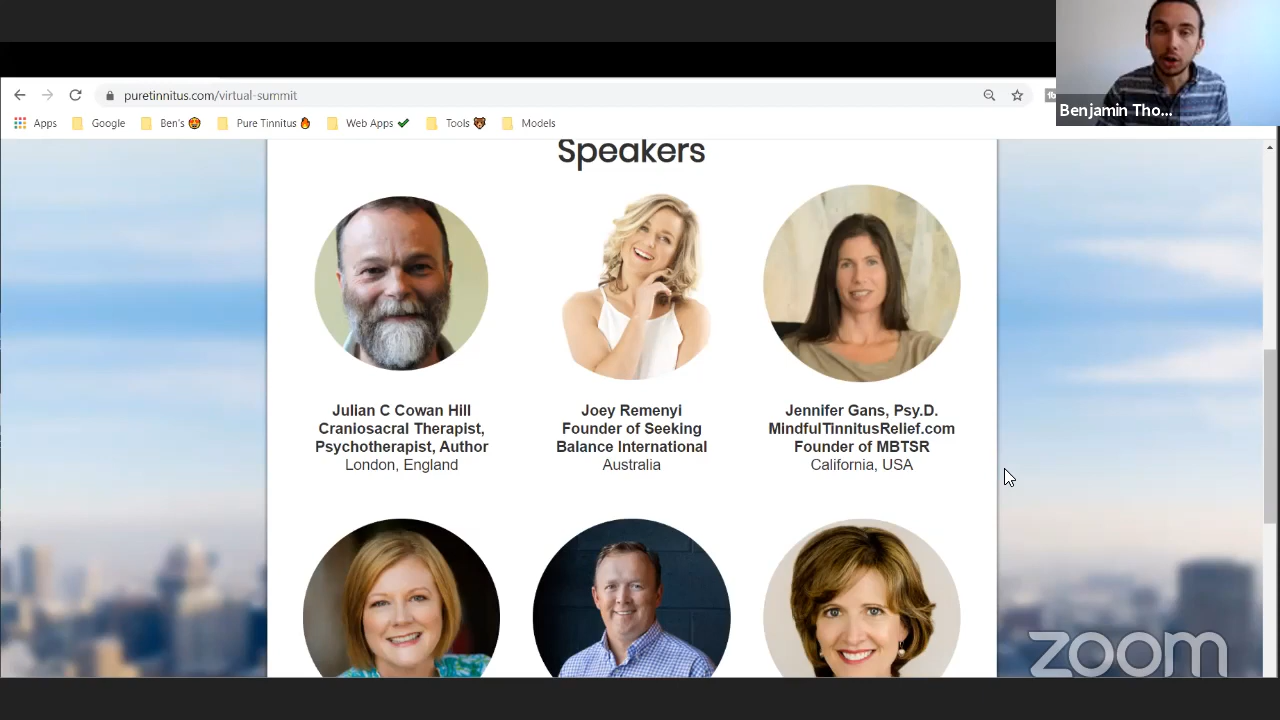 puretinnitus.com/virtual-summit
Benjamin Tho...
Apps Google Ben's Pure Tinnitus Web Apps Tools Models
Speakers
Julian C Cowan Hill
Craniosacral Therapist,
Psychotherapist, Author
London, England
Joey Remenyi
Founder of Seeking
Balance International
Australia
Jennifer Gans, Psy.D.
MindfulTinnitusRelief.com
Founder of MBTSR
California, USA
zoom